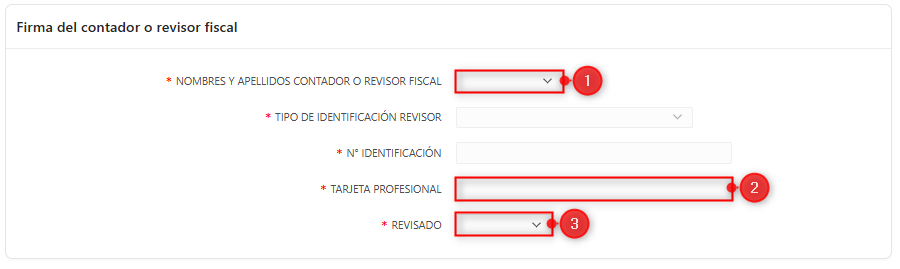 Firma del contador o revisor fiscal
* NOMBRES Y APELLIDOS CONTADOR O REVISOR FISCAL 1
* TIPO DE IDENTIFICACIÓN REVISOR
* N° IDENTIFICACIÓN
* TARJETA PROFESIONAL 2
* REVISADO 3